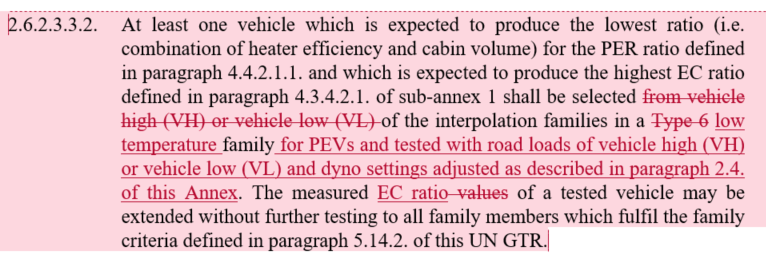 2.6.2.3.3.2. At least one vehicle which is expected to produce the lowest ratio (i.e.
combination of heater efficiency and cabin volume) for the PER ratio defined
in paragraph 4.4.2.1.1. and which is expected to produce the highest EC ratio
defined in paragraph 4.3.4.2.1. of sub-annex 1 shall be selected from vehicle
high (VH) or vehicle low (VL) of the interpolation families in a Type 6 low
temperature family for PEVs and tested with road loads of vehicle high (VH)
or vehicle low (VL) and dyno settings adjusted as described in paragraph 2.4.
of this Annex. The measured EC ratio values of a tested vehicle may be
extended without further testing to all family members which fulfil the family
criteria defined in paragraph 5.14.2. of this UN GTR.